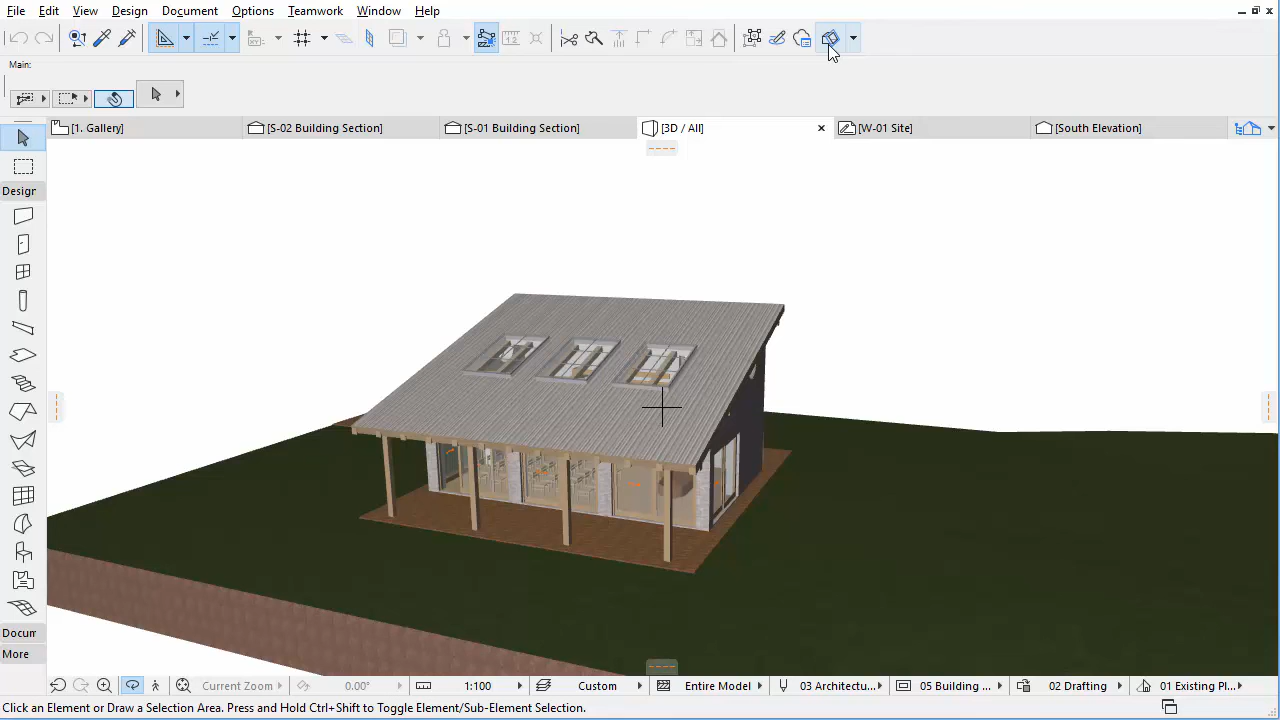 File Edit View Design Document Options Teamwork Window Help
1.2
Main:
[1. Gallery] [S-02 Building Section] [S-01 Building Section] [3D / All] [W-01 Site] [South Elevation]
Design
Docum
More
Current Zoom 0.00° 1:100 Custom Entire Model 03 Architectu... 05 Building ... 02 Drafting 01 Existing Pl...
Click an Element or Draw a Selection Area. Press and Hold Ctrl+Shift to Toggle Element/Sub-Element Selection.